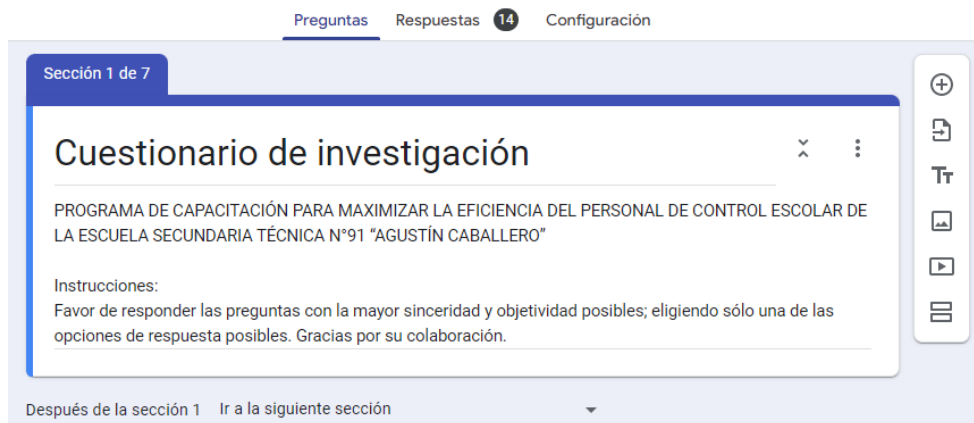 Preguntas Respuestas 14 Configuración
Sección 1 de 7
Cuestionario de investigación
PROGRAMA DE CAPACITACIÓN PARA MAXIMIZAR LA EFICIENCIA DEL PERSONAL DE CONTROL ESCOLAR DE
LA ESCUELA SECUNDARIA TÉCNICA N°91 “AGUSTÍN CABALLERO”
Instrucciones:
Favor de responder las preguntas con la mayor sinceridad y objetividad posibles; eligiendo sólo una de las
opciones de respuesta posibles. Gracias por su colaboración.
Después de la sección 1 Ir a la siguiente sección
Tт